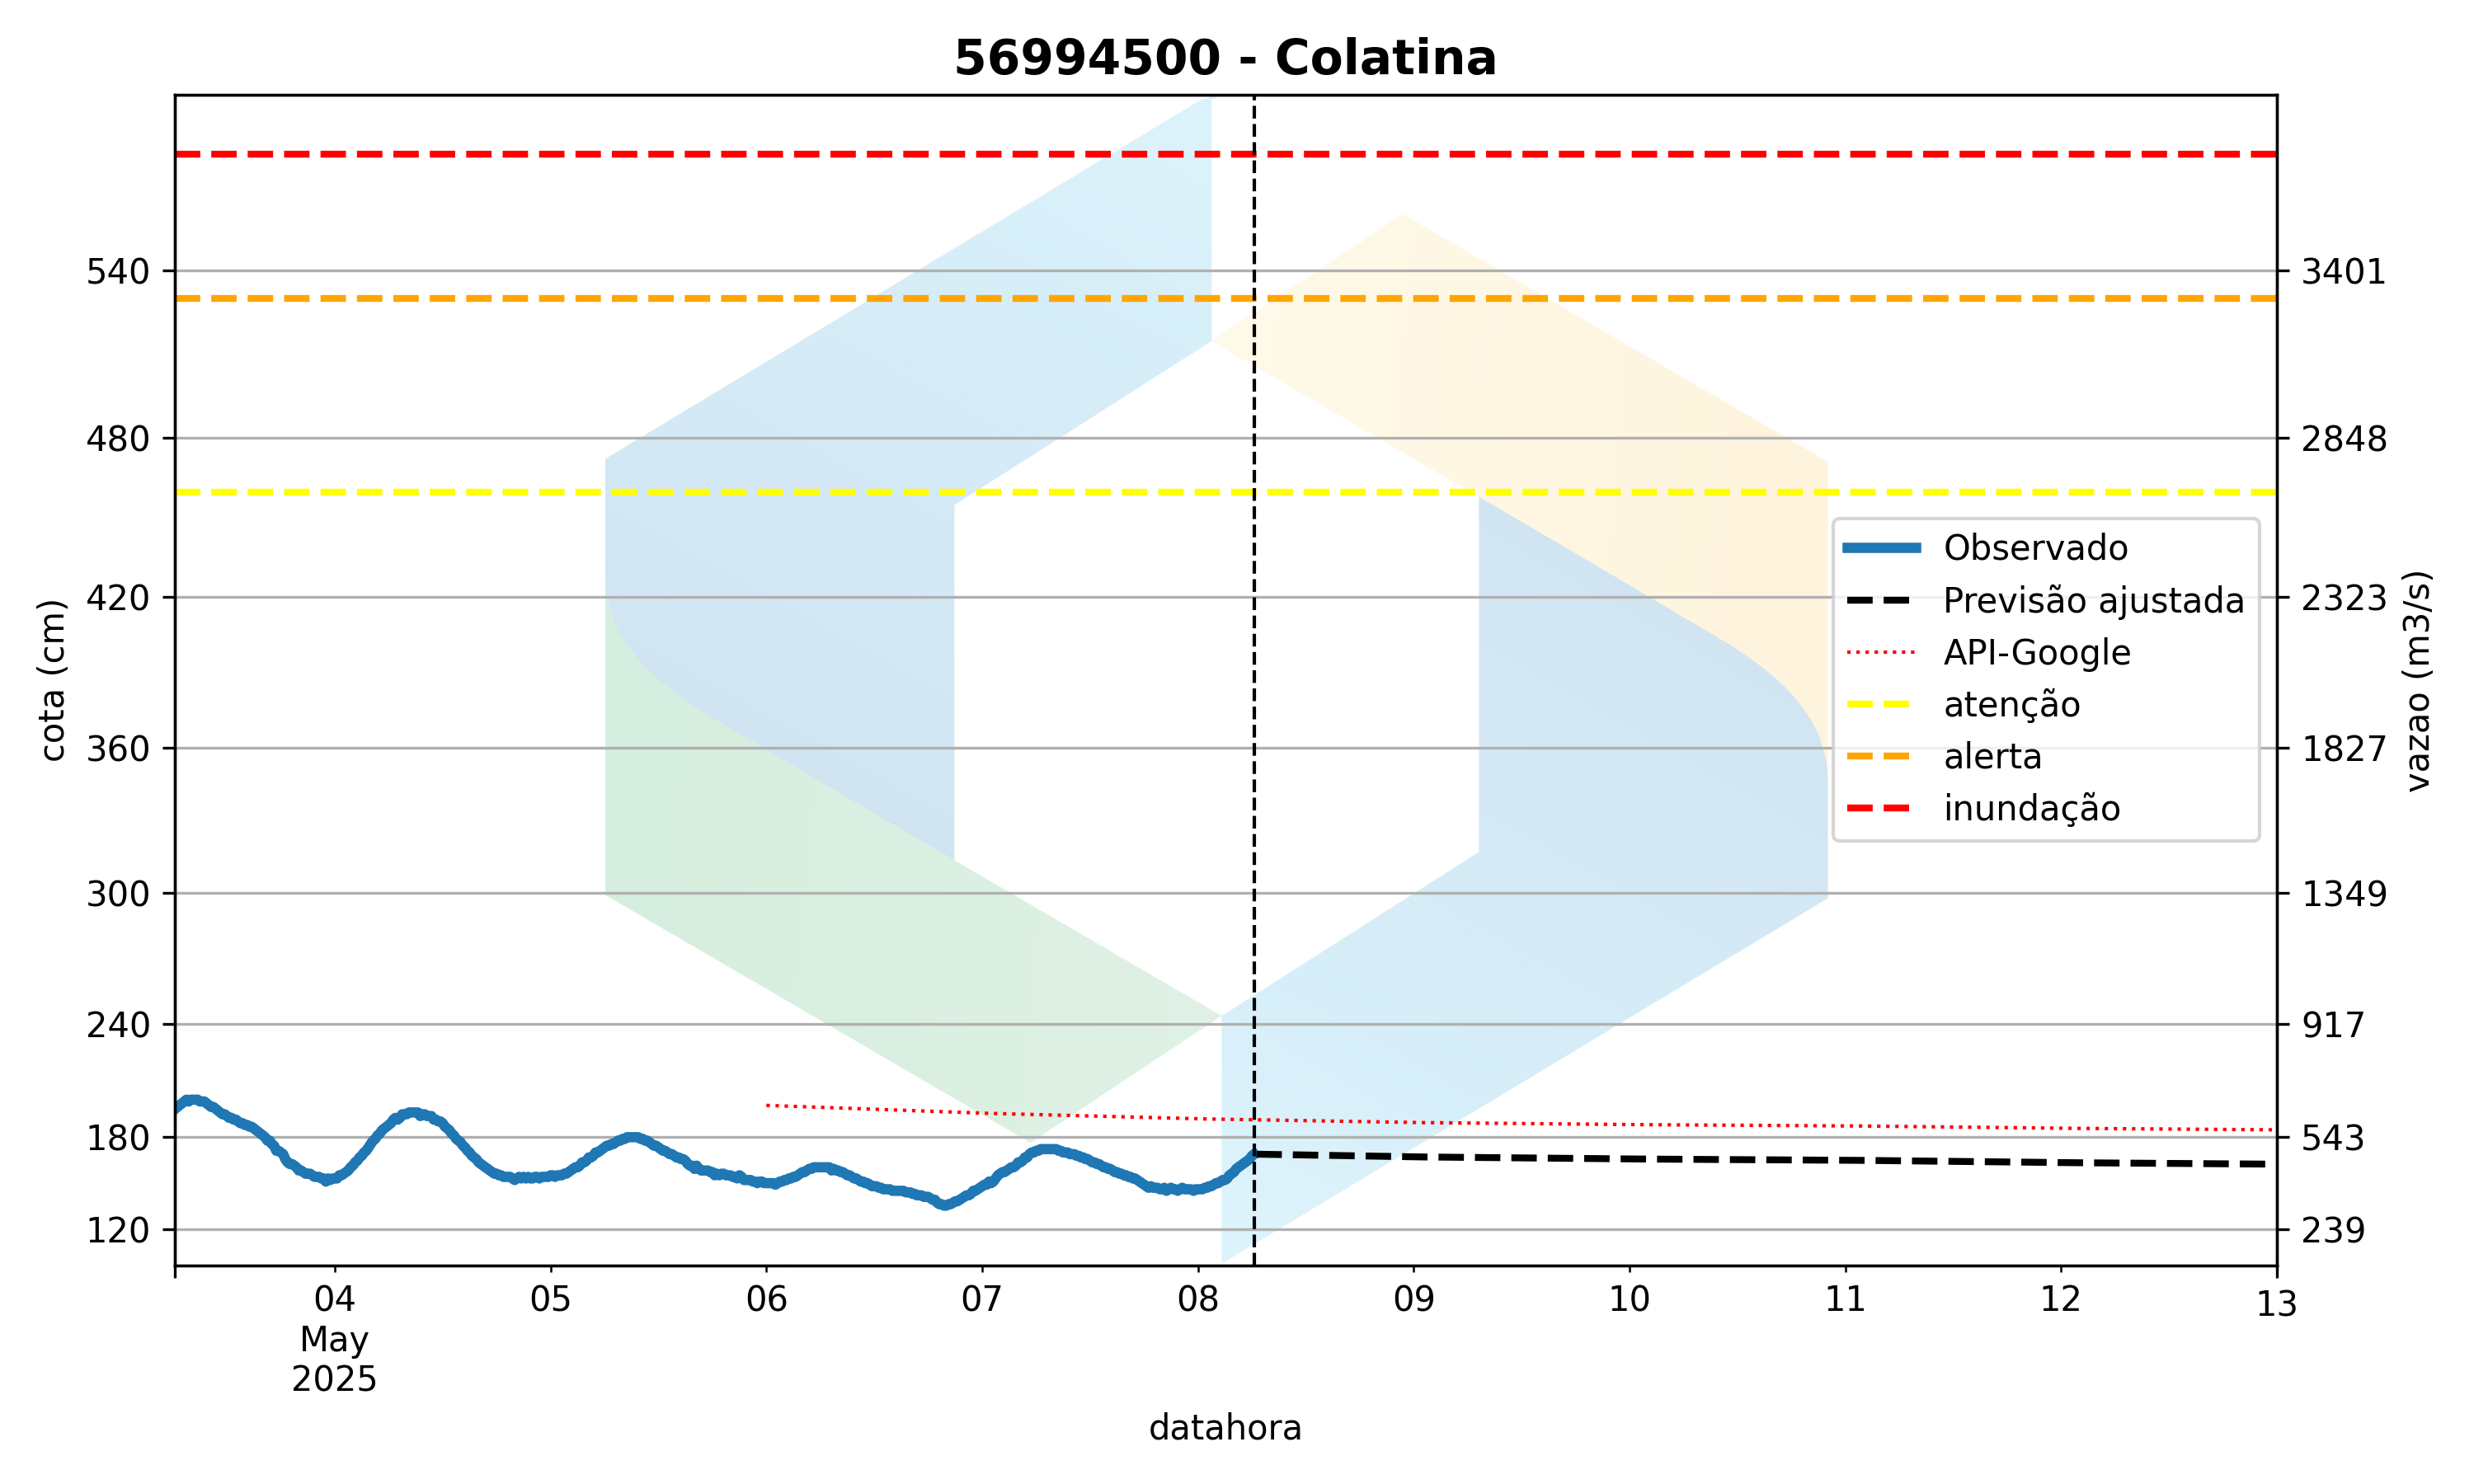 56994500 - Colatina
540
480
420
360
300
240
180
120
cota (cm)
3401
2848
2323
1827
1349
917
543
239
vazao (m3/s)
Observado
Previsão ajustada
API-Google
atenção
alerta
inundação
04
May
2025
05
06
07
08
09
10
11
12
13
datahora